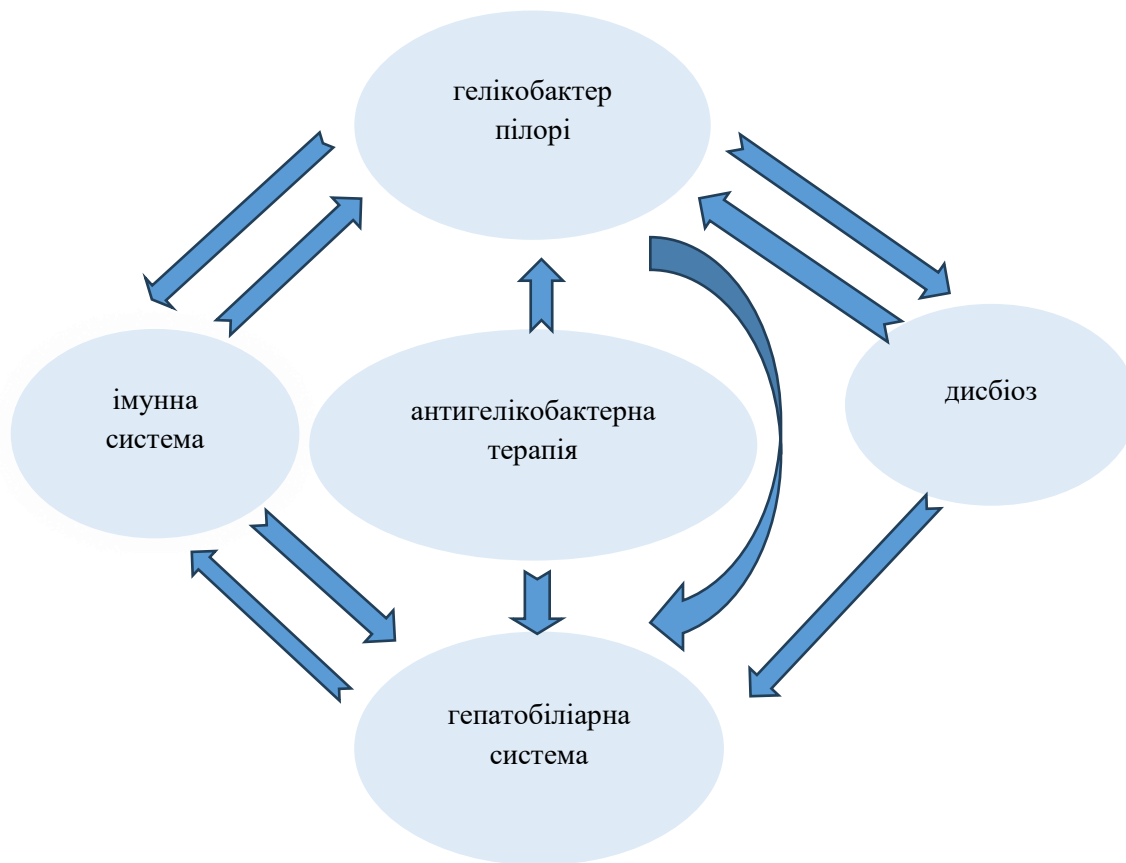 гелікобактер
пілорі
імунна
система
антигелікобактерна
терапія
дисбіоз
гепатобіліарна
система